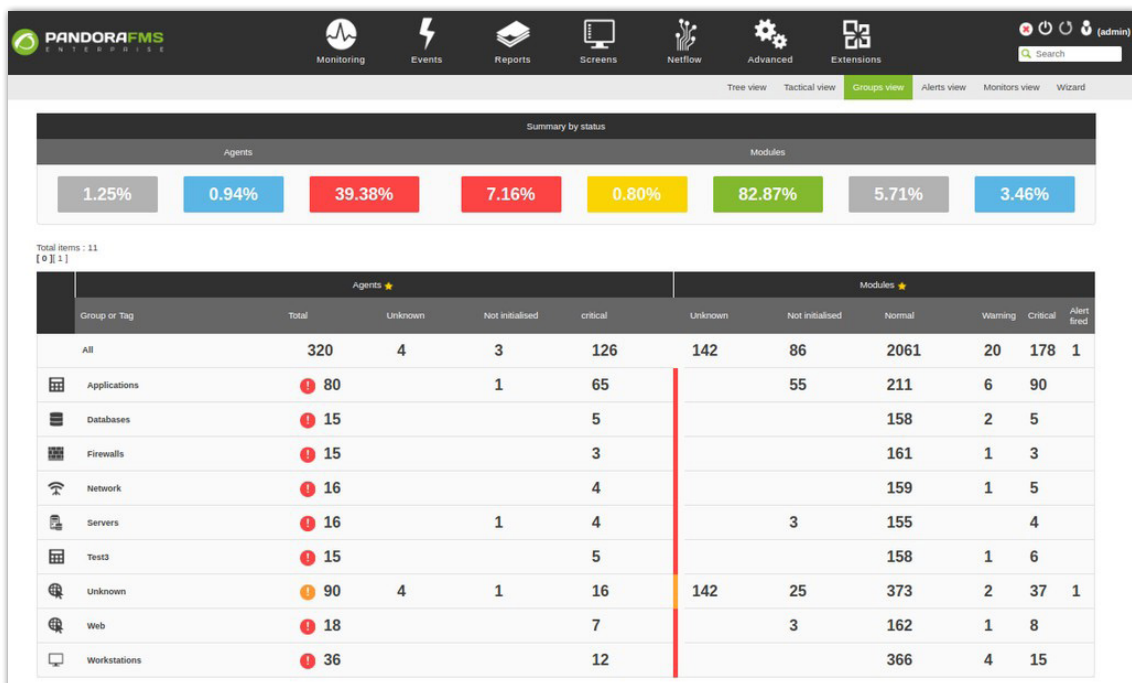 PANDORAFMS
ENTERPRISE
Monitoring Events Reports Screens Netflow Advanced Extensions
(admin)
Search
Tree view Tactical view Groups view Alerts view Monitors view Wizard
Summary by status
Agents Modules
1.25% 0.94% 39.38% 7.16% 0.80% 82.87% 5.71% 3.46%
Total items : 11
[ 0 ][ 1 ]
Agents Modules
Group or Tag Total Unknown Not initialised critical Unknown Not initialised Normal Warning Critical Alert fired
All 320 4 3 126 142 86 2061 20 178 1
Applications 80 1 65 55 211 6 90
Databases 15 5 158 2 5
Firewalls 15 3 161 1 3
Network 16 4 159 1 5
Servers 16 1 4 3 155 4
Test3 15 5 158 1 6
Unknown 90 4 1 16 142 25 373 2 37 1
Web 18 7 3 162 1 8
Workstations 36 12 366 4 15